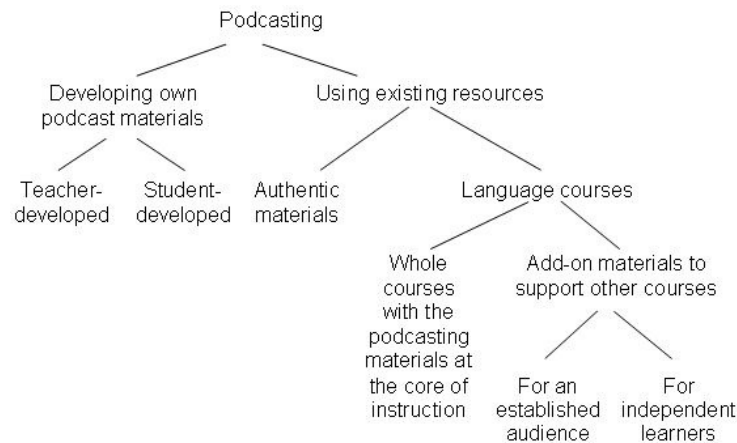 Podcasting
Developing own
podcast materials
Using existing resources
Teacher-
developed
Student-
developed
Authentic
materials
Language courses
Whole
courses
with the
podcasting
materials at
the core of
instruction
Add-on materials to
support other courses
For an
established
audience
For
independent
learners